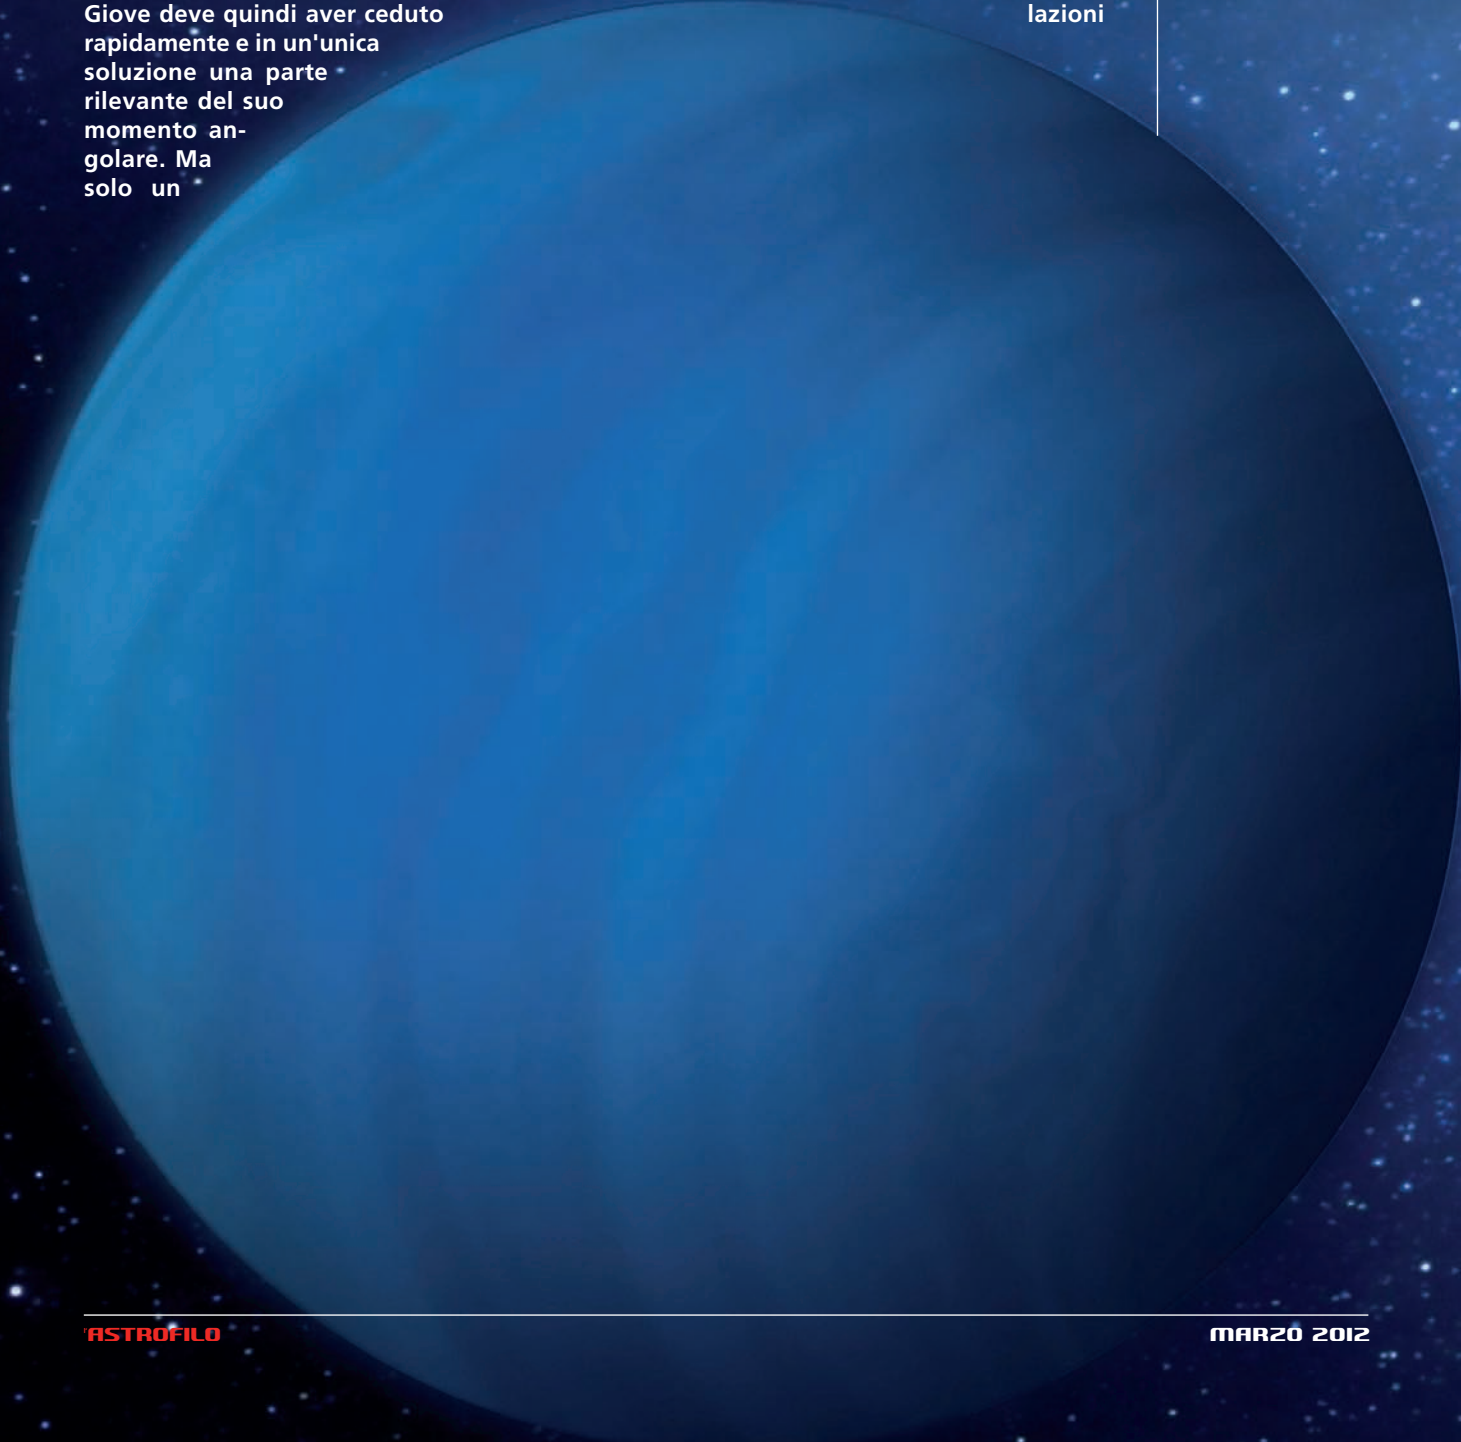 Giove deve quindi aver ceduto
rapidamente e in un'unica
soluzione una parte
rilevante del suo
momento an-
golare. Ma
solo un
lazioni
'ASTROFILO
MARZO 2012